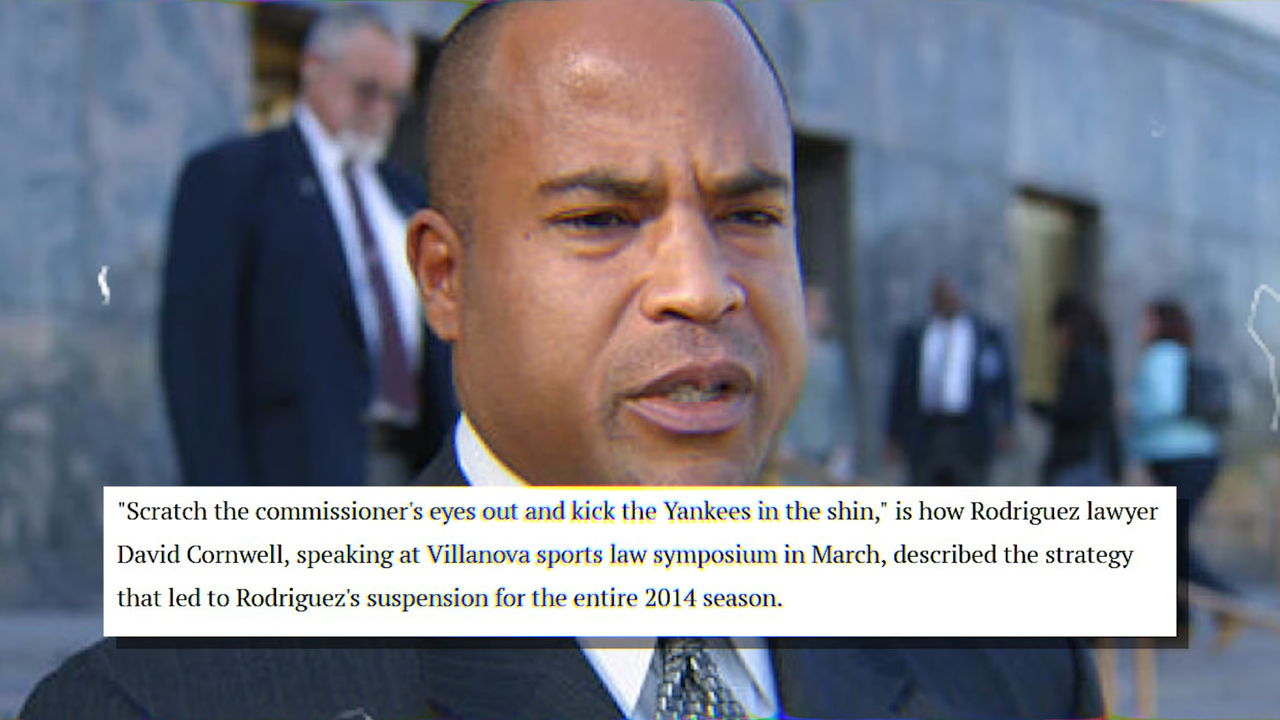 "Scratch the commissioner's eyes out and kick the Yankees in the shin," is how Rodriguez lawyer
David Cornwell, speaking at Villanova sports law symposium in March, described the strategy
that led to Rodriguez's suspension for the entire 2014 season.